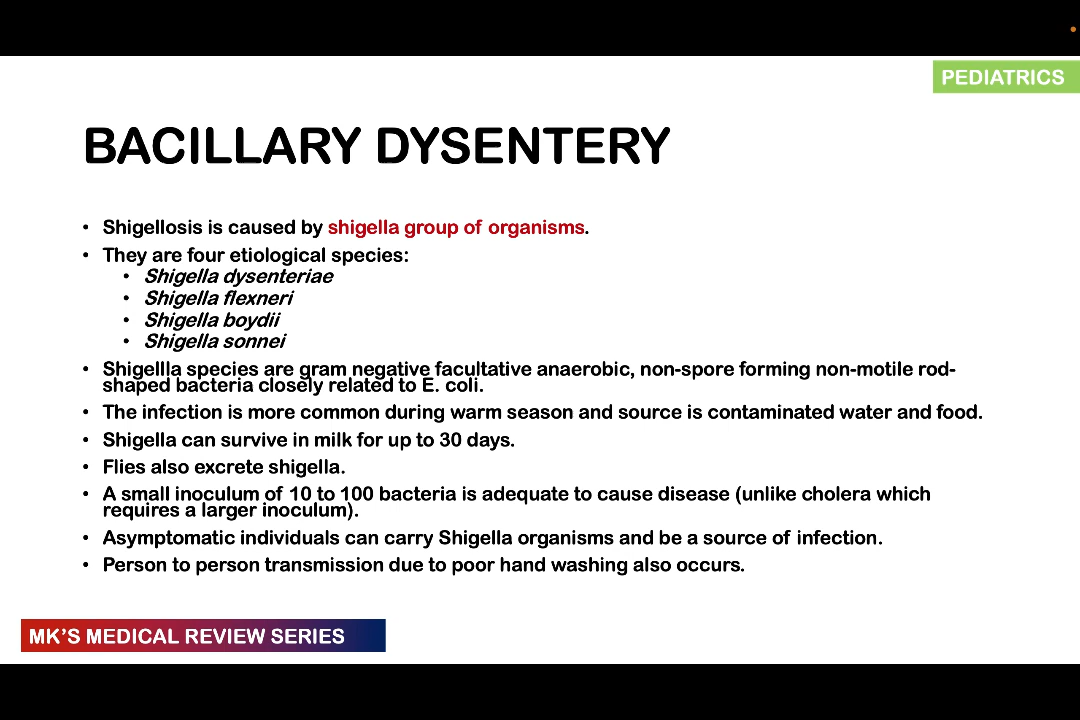 PEDIATRICS
BACILLARY DYSENTERY
• Shigellosis is caused by shigella group of organisms.
• They are four etiological species:
• Shigella dysenteriae
• Shigella flexneri
• Shigella boydii
• Shigella sonnei
• Shigellla species are gram negative facultative anaerobic, non-spore forming non-motile rod-
shaped bacteria closely related to E. coli.
• The infection is more common during warm season and source is contaminated water and food.
• Shigella can survive in milk for up to 30 days.
• Flies also excrete shigella.
• A small inoculum of 10 to 100 bacteria is adequate to cause disease (unlike cholera which
requires a larger inoculum).
• Asymptomatic individuals can carry Shigella organisms and be a source of infection.
• Person to person transmission due to poor hand washing also occurs.
MK'S MEDICAL REVIEW SERIES